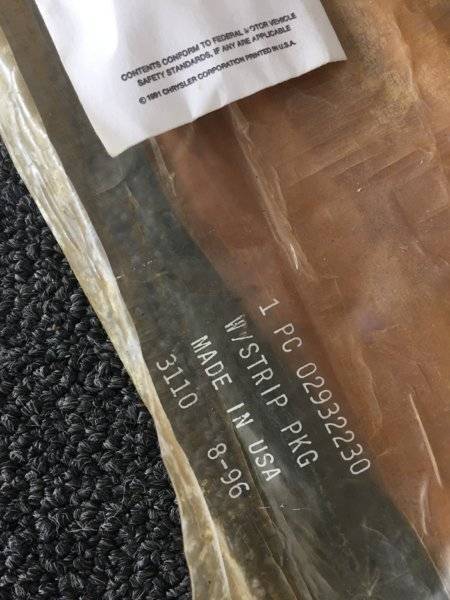 CONTENTS CONFORM TO FEDERAL MOTOR VEHICLE
SAFETY STANDARDS, IF ANY ARE APPLICABLE
© 1991 CHRYSLER CORPORATION PRINTED IN U.S.A.
1 PC 02932230
W/STRIP PKG
MADE IN USA
3110 8-96